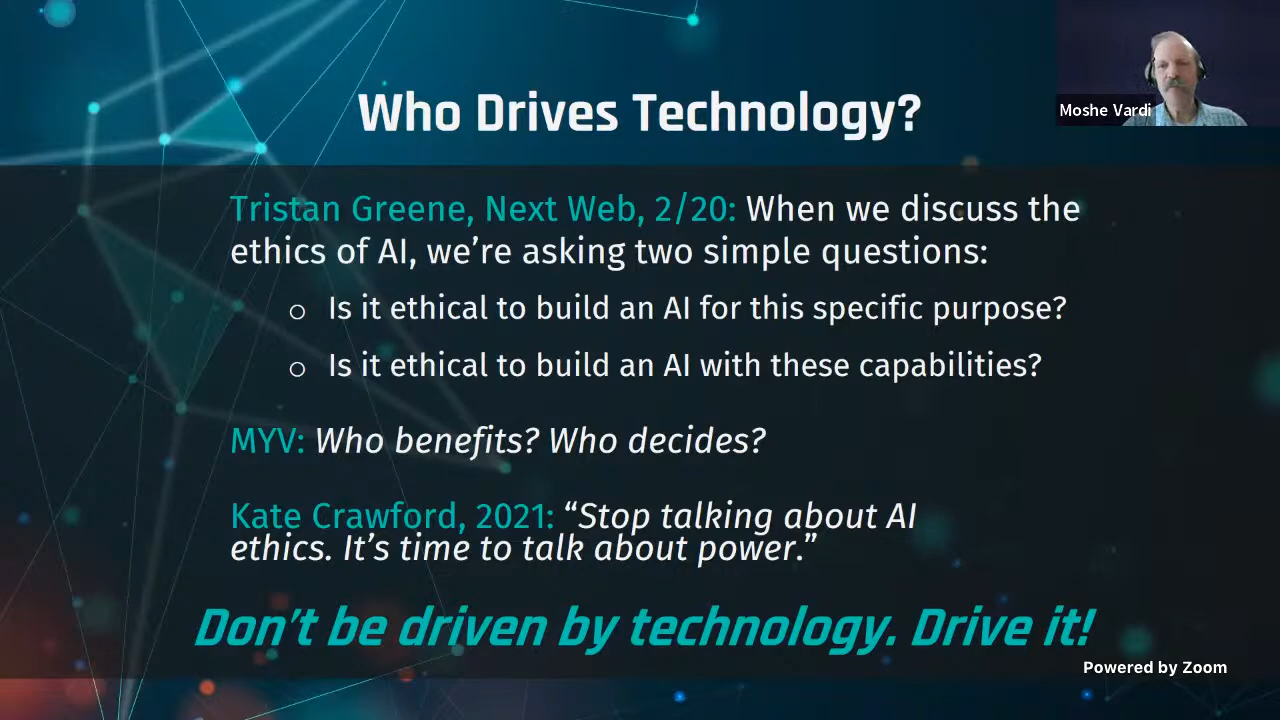 Who Drives Technology?
Moshe Vardi
Tristan Greene, Next Web, 2/20: When we discuss the
ethics of AI, we’re asking two simple questions:
○ Is it ethical to build an AI for this specific purpose?
○ Is it ethical to build an AI with these capabilities?
MYV: Who benefits? Who decides?
Kate Crawford, 2021: “Stop talking about AI
ethics. It’s time to talk about power.”
Don’t be driven by technology. Drive it!
Powered by Zoom